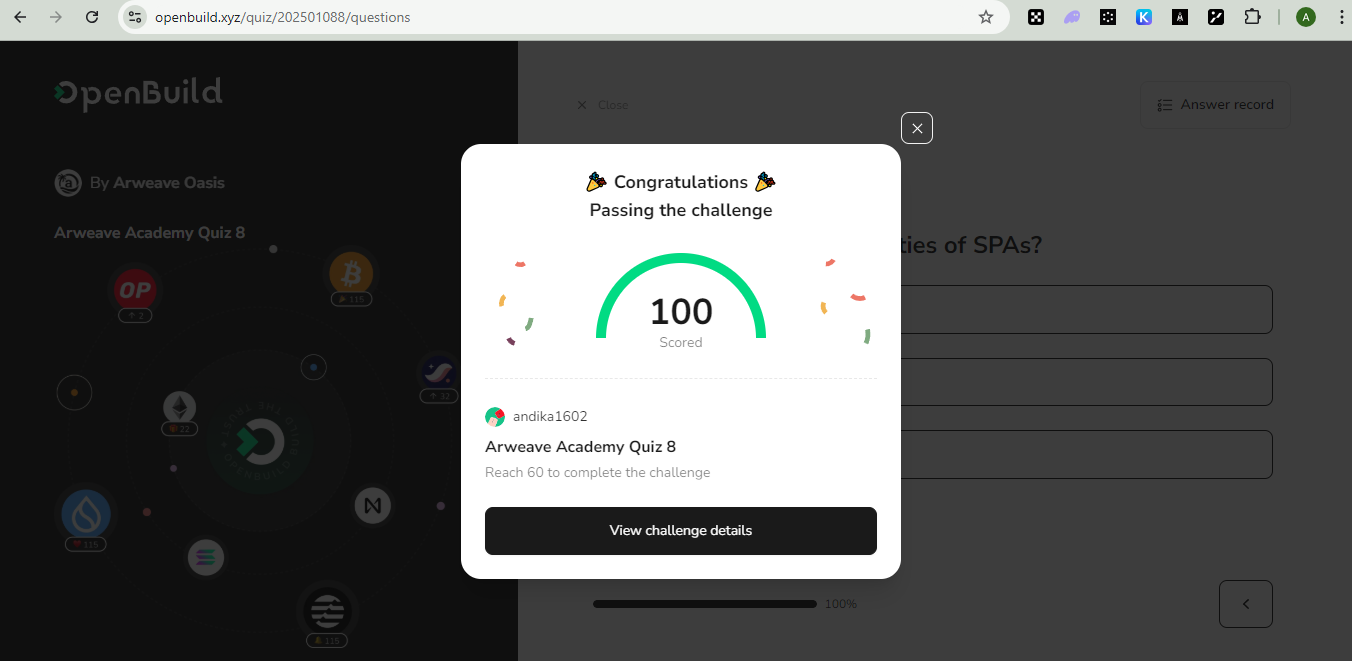 openbuild.xyz/quiz/202501088/questions
K
A
OpenBuild
Close
Answer record
By Arweave Oasis
Arweave Academy Quiz 8
ties of SPAs?
Congratulations
Passing the challenge
100
Scored
andika1602
Arweave Academy Quiz 8
Reach 60 to complete the challenge
View challenge details
100%
OP
2
115
32
22
115
115